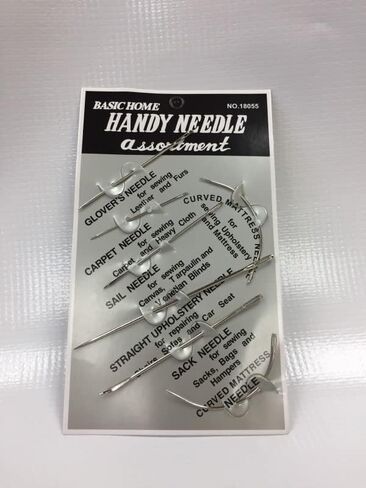 BASIC HOME
NO.18055
HANDY NEEDLE
assortment
GLOVER'S NEEDLE
for sewing
Leather and Furs
CARPET NEEDLE
for sewing
Carpet and Heavy Cloth
SAIL NEEDLE
for sewing
Canvas, Tarpaulin and
Venetian Blinds
STRAIGHT UPHOLSTERY NEEDLE
for repairing
Sofas and Car Seat
SACK NEEDLE
for sewing
Sacks, Bags and
Hampers
CURVED MATTRESS
for
sewing Upholstery
and Mattress
CURVED MATTRESS
NEEDLE